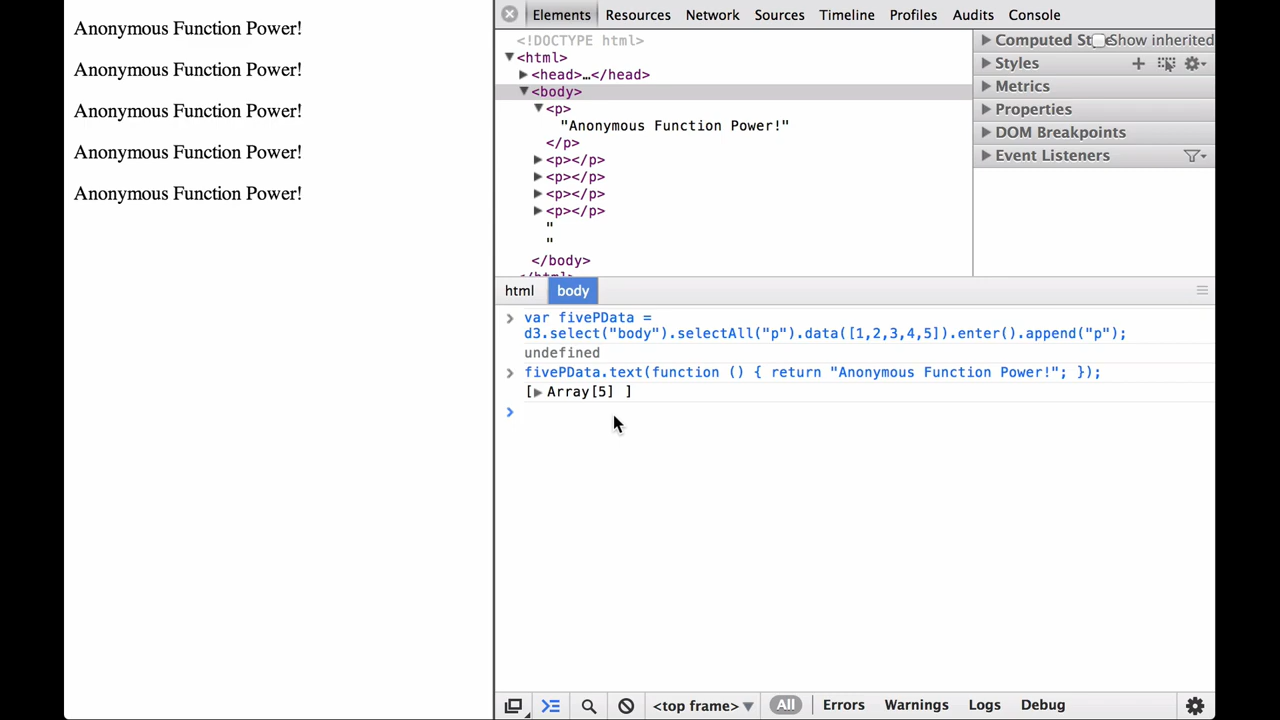 Anonymous Function Power!
Anonymous Function Power!
Anonymous Function Power!
Anonymous Function Power!
Anonymous Function Power!
Elements Resources Network Sources Timeline Profiles Audits Console
<!DOCTYPE html>
<html>
<head>…</head>
<body>
<p>
"Anonymous Function Power!"
</p>
<p></p>
<p></p>
<p></p>
<p></p>
"
"
</body>
</html>
Computed Sty Show inherited
Styles
Metrics
Properties
DOM Breakpoints
Event Listeners
html body
> var fivePData =
d3.select("body").selectAll("p").data([1,2,3,4,5]).enter().append("p");
undefined
> fivePData.text(function () { return "Anonymous Function Power!"; });
[▶ Array[5] ]
>
<top frame> All Errors Warnings Logs Debug